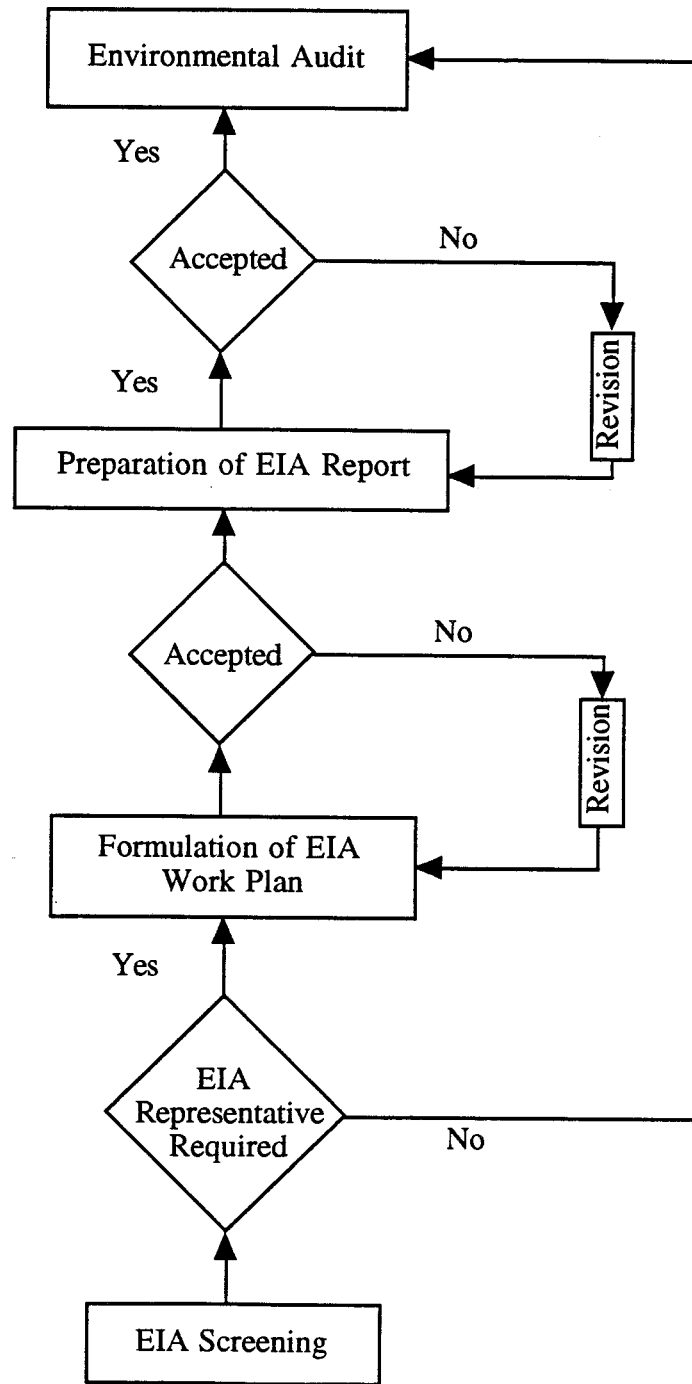 Environmental Audit
Yes
Accepted
No
Revision
Yes
Preparation of EIA Report
Accepted
No
Revision
Formulation of EIA
Work Plan
Yes
EIA
Representative
Required
No
EIA Screening